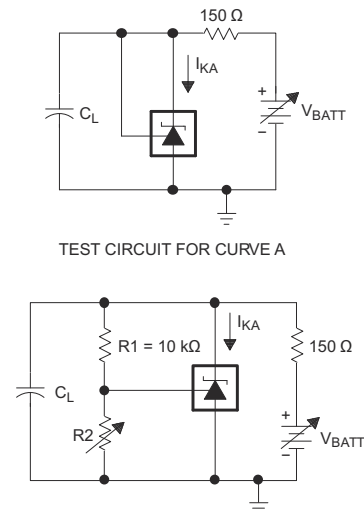 150 Ω
I_KA
C_L
+
V_BATT
−
TEST CIRCUIT FOR CURVE A
I_KA
R1 = 10 kΩ
150 Ω
C_L
R2
+
V_BATT
−